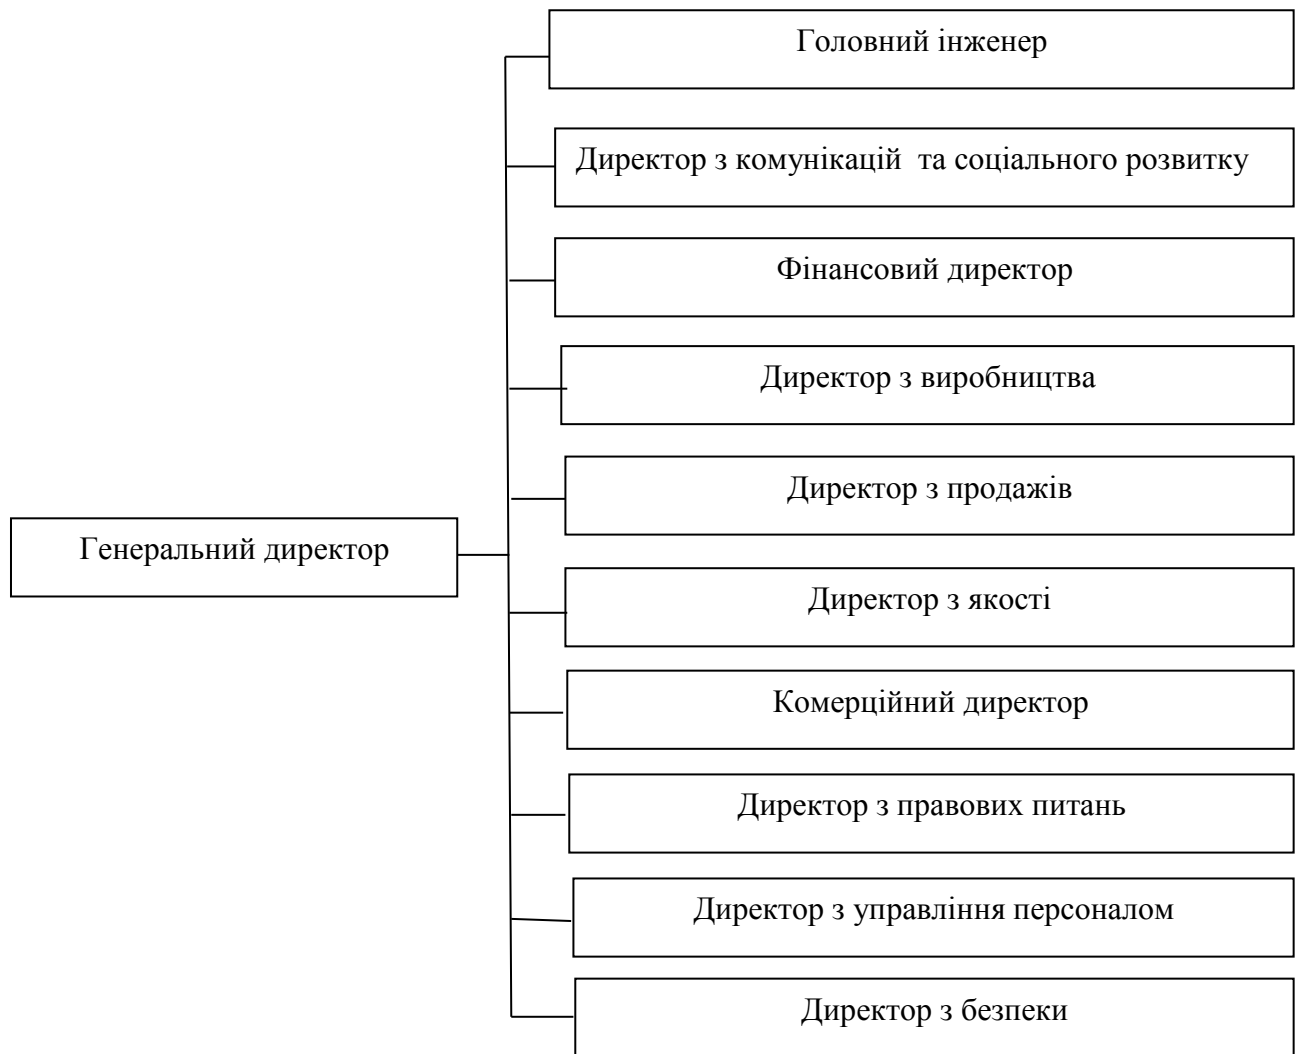 Головний інженер
Директор з комунікацій та соціального розвитку
Фінансовий директор
Директор з виробництва
Директор з продажів
Генеральний директор
Директор з якості
Комерційний директор
Директор з правових питань
Директор з управління персоналом
Директор з безпеки